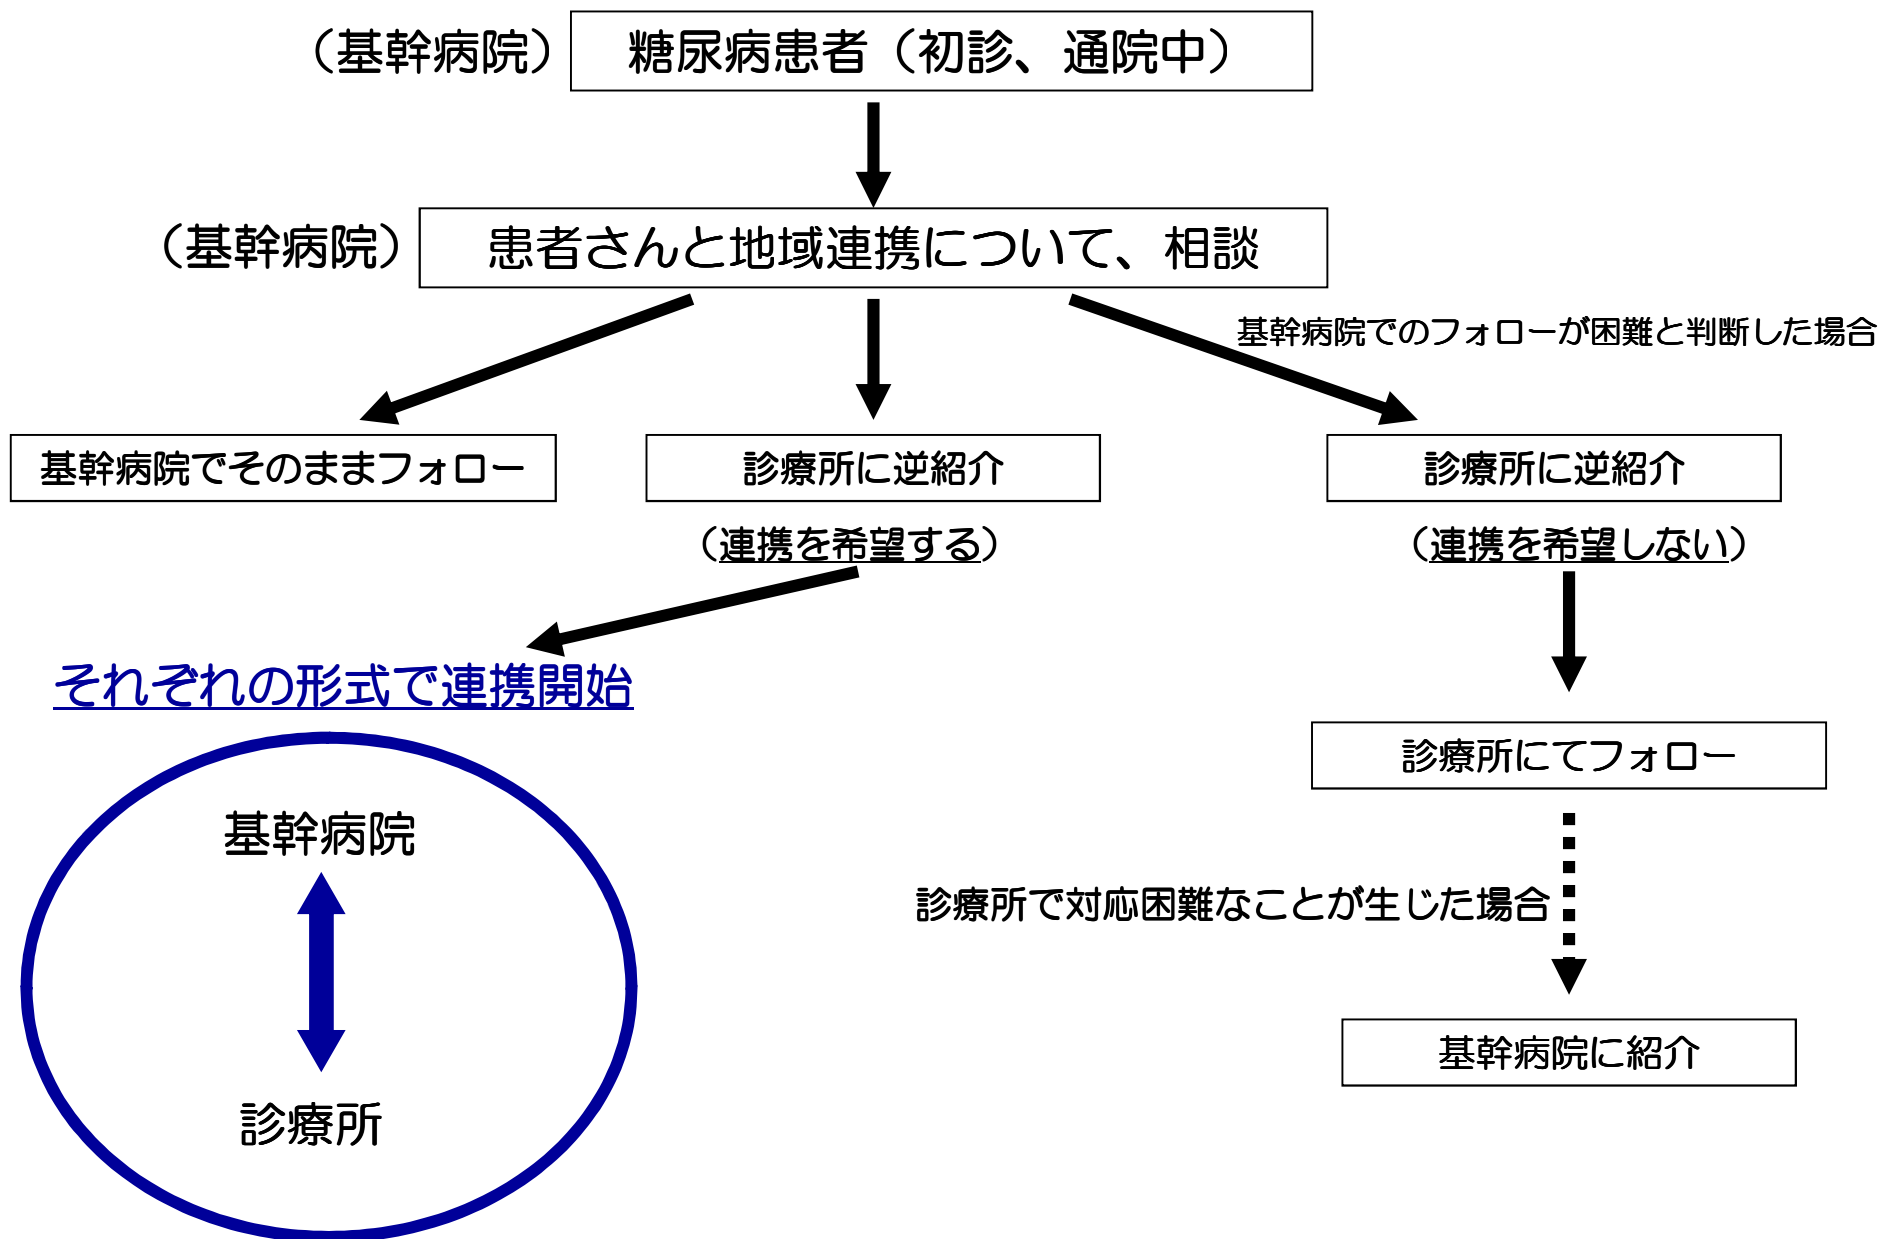 （基幹病院） 糖尿病患者（初診、通院中）
（基幹病院） 患者さんと地域連携について、相談
基幹病院でのフォローが困難と判断した場合
基幹病院でそのままフォロー
診療所に逆紹介
診療所に逆紹介
（連携を希望する）
（連携を希望しない）
それぞれの形式で連携開始
診療所にてフォロー
基幹病院
診療所で対応困難なことが生じた場合
基幹病院に紹介
診療所